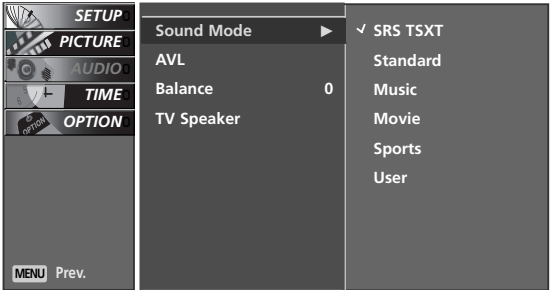 SETUP
PICTURE
AUDIO
TIME
OPTION
OPTION
MENU Prev.
Sound Mode ►
AVL
Balance 0
TV Speaker
✓ SRS TSXT
Standard
Music
Movie
Sports
User